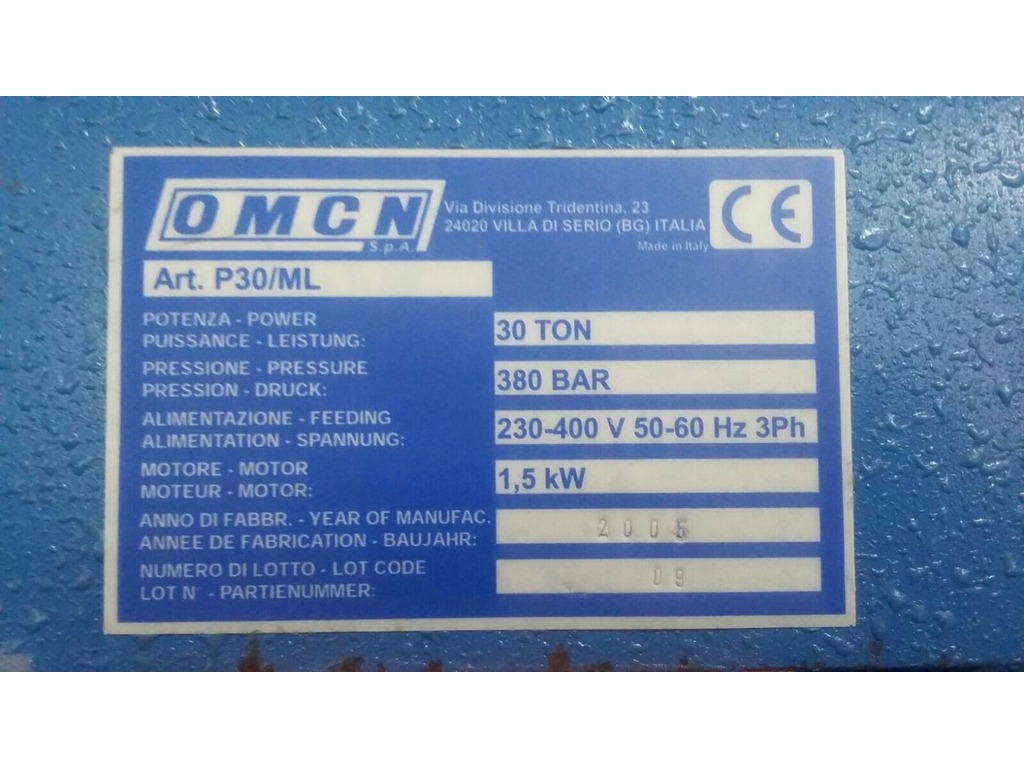 OMCN
S.p.A.
Via Divisione Tridentina, 23
24020 VILLA DI SERIO (BG) ITALIA
Made in Italy
CE
Art. P30/ML
POTENZA - POWER
PUISSANCE - LEISTUNG:
30 TON
PRESSIONE - PRESSURE
PRESSION - DRUCK:
380 BAR
ALIMENTAZIONE - FEEDING
ALIMENTATION - SPANNUNG:
230-400 V 50-60 Hz 3Ph
MOTORE - MOTOR
MOTEUR - MOTOR:
1,5 kW
ANNO DI FABBR. - YEAR OF MANUFAC.
ANNEE DE FABRICATION - BAUJAHR:
2005
NUMERO DI LOTTO - LOT CODE
LOT N° - PARTIENUMMER:
09